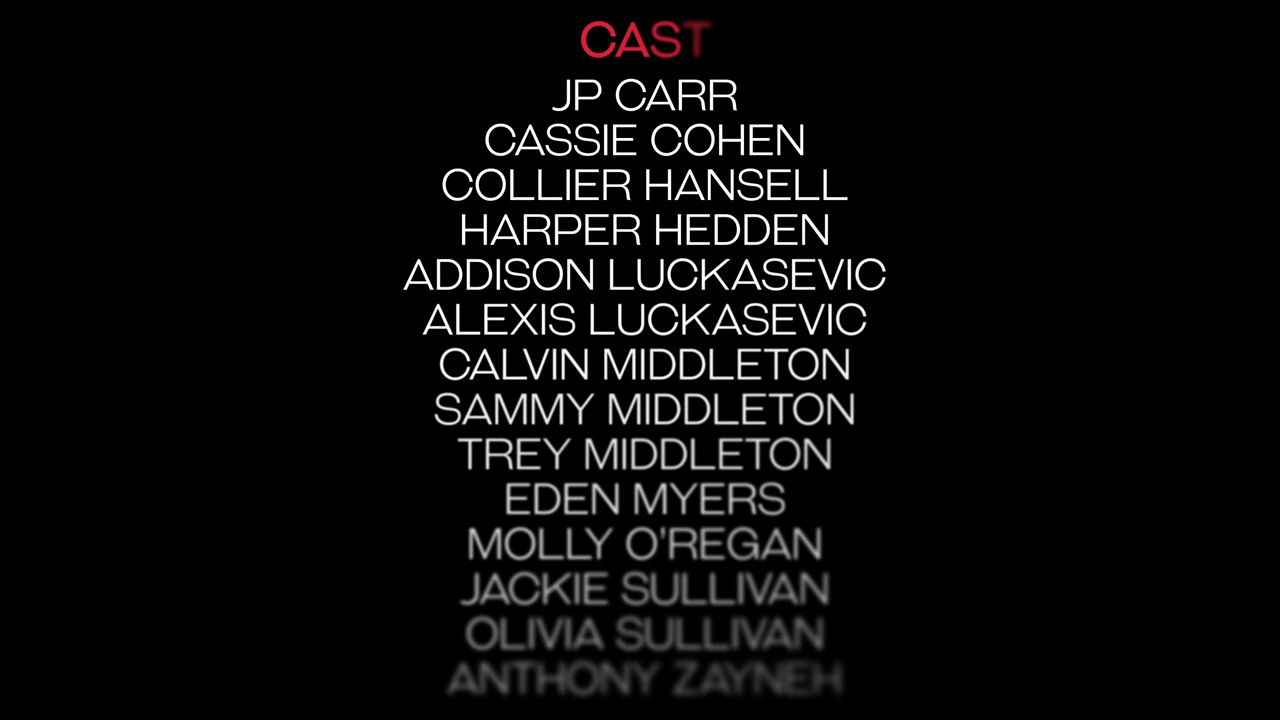 CAST
JP CARR
CASSIE COHEN
COLLIER HANSELL
HARPER HEDDEN
ADDISON LUCKASEVIC
ALEXIS LUCKASEVIC
CALVIN MIDDLETON
SAMMY MIDDLETON
TREY MIDDLETON
EDEN MYERS
MOLLY O'REGAN
JACKIE SULLIVAN
OLIVIA SULLIVAN
ANTHONY ZAYNEH